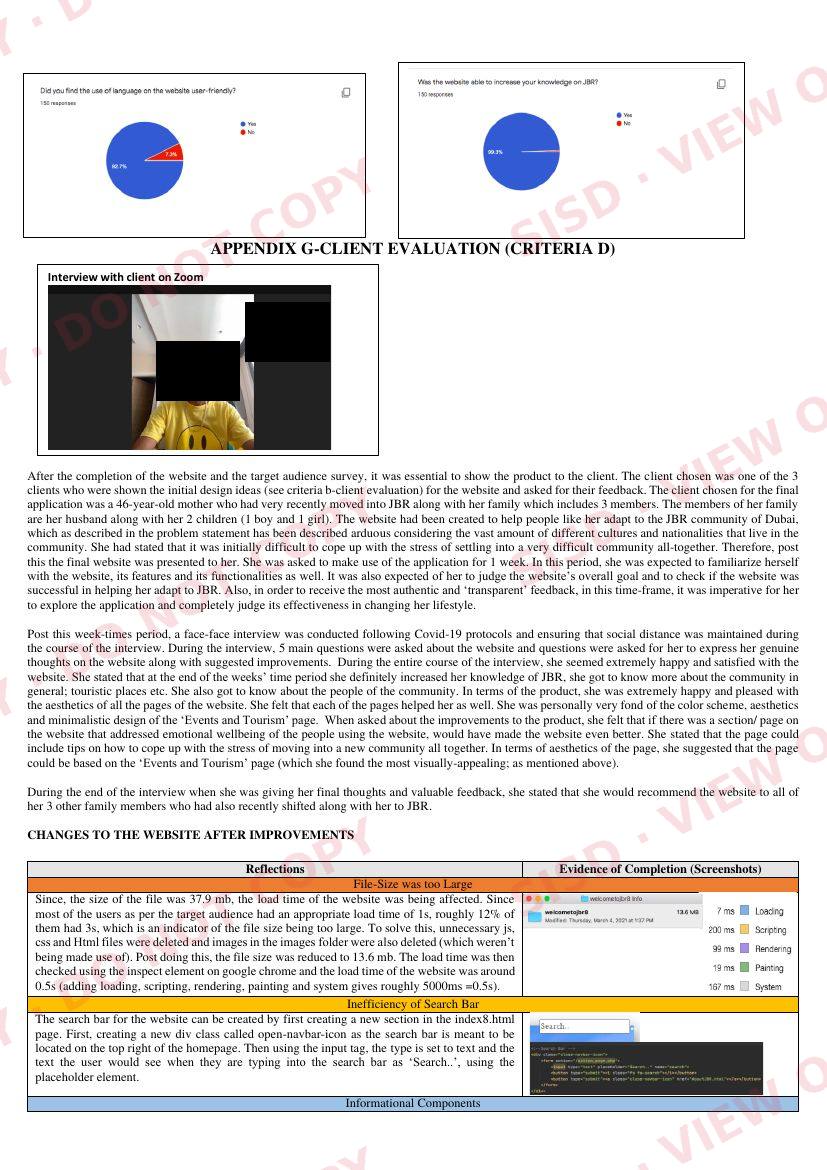 Did you find the use of language on the website user-friendly?
150 responses
Yes
No
92.7%
7.3%
Was the website able to increase your knowledge on JBR?
150 responses
Yes
No
99.3%
APPENDIX G-CLIENT EVALUATION (CRITERIA D)
Interview with client on Zoom
After the completion of the website and the target audience survey, it was essential to show the product to the client. The client chosen was one of the 3
clients who were shown the initial design ideas (see criteria b-client evaluation) for the website and asked for their feedback. The client chosen for the final
application was a 46-year-old mother who had very recently moved into JBR along with her family which includes 3 members. The members of her family
are her husband along with her 2 children (1 boy and 1 girl). The website had been created to help people like her adapt to the JBR community of Dubai,
which as described in the problem statement has been described arduous considering the vast amount of different cultures and nationalities that live in the
community. She had stated that it was initially difficult to cope up with the stress of settling into a very difficult community all-together. Therefore, post
this the final website was presented to her. She was asked to make use of the application for 1 week. In this period, she was expected to familiarize herself
with the website, its features and its functionalities as well. It was also expected of her to judge the website's overall goal and to check if the website was
successful in helping her adapt to JBR. Also, in order to receive the most authentic and 'transparent' feedback, in this time-frame, it was imperative for her
to explore the application and completely judge its effectiveness in changing her lifestyle.
Post this week-times period, a face-face interview was conducted following Covid-19 protocols and ensuring that social distance was maintained during
the course of the interview. During the interview, 5 main questions were asked about the website and questions were asked for her to express her genuine
thoughts on the website along with suggested improvements. During the entire course of the interview, she seemed extremely happy and satisfied with the
website. She stated that at the end of the weeks' time period she definitely increased her knowledge of JBR, she got to know more about the community in
general; touristic places etc. She also got to know about the people of the community. In terms of the product, she was extremely happy and pleased with
the aesthetics of all the pages of the website. She felt that each of the pages helped her as well. She was personally very fond of the color scheme, aesthetics
and minimalistic design of the 'Events and Tourism' page. When asked about the improvements to the product, she felt that if there was a section/ page on
the website that addressed emotional wellbeing of the people using the website, would have made the website even better. She stated that the page could
include tips on how to cope up with the stress of moving into a new community all together. In terms of aesthetics of the page, she suggested that the page
could be based on the 'Events and Tourism' page (which she found the most visually-appealing; as mentioned above).
During the end of the interview when she was giving her final thoughts and valuable feedback, she stated that she would recommend the website to all of
her 3 other family members who had also recently shifted along with her to JBR.
CHANGES TO THE WEBSITE AFTER IMPROVEMENTS
Reflections
Evidence of Completion (Screenshots)
File-Size was too Large
Since, the size of the file was 37.9 mb, the load time of the website was being affected. Since
most of the users as per the target audience had an appropriate load time of 1s, roughly 12% of
them had 3s, which is an indicator of the file size being too large. To solve this, unnecessary js,
css and Html files were deleted and images in the images folder were also deleted (which weren't
being made use of). Post doing this, the file size was reduced to 13.6 mb. The load time was then
checked using the inspect element on google chrome and the load time of the website was around
0.5s (adding loading, scripting, rendering, painting and system gives roughly 5000ms =0.5s).
welcometojbr8 Info
welcometojbr8 13.6 MB
Modified: Thursday, March 4, 2021 at 1:37 PM
7 ms Loading
200 ms Scripting
99 ms Rendering
19 ms Painting
167 ms System
Inefficiency of Search Bar
The search bar for the website can be created by first creating a new section in the index8.html
page. First, creating a new div class called open-navbar-icon as the search bar is meant to be
located on the top right of the homepage. Then using the input tag, the type is set to text and the
text the user would see when they are typing into the search bar as 'Search..', using the
placeholder element.
Search..
Informational Components
SISD · VIEW O
Y · DO NOT COPY